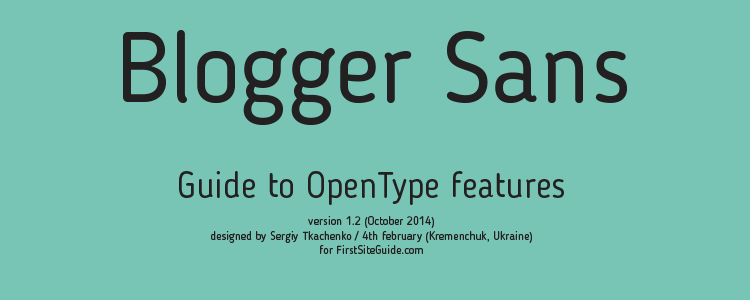 Blogger Sans
Guide to OpenType features
version 1.2 (October 2014)
designed by Sergiy Tkachenko / 4th february (Kremenchuk, Ukraine)
for FirstSiteGuide.com